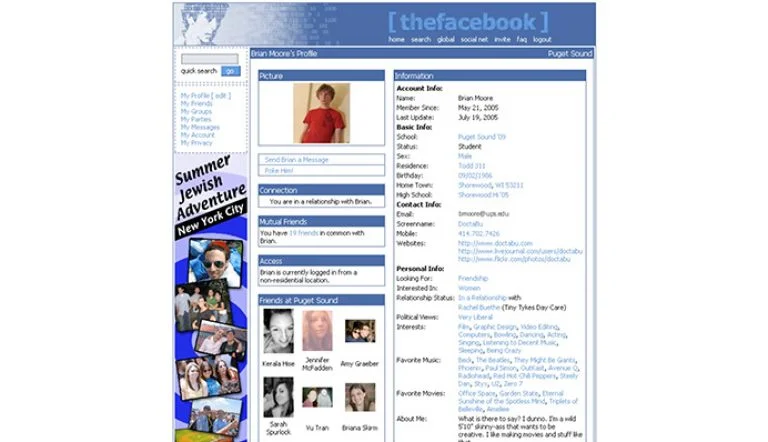 [ thefacebook ]
home search global social net invite faq logout
Brian Moore's Profile
Puget Sound
quick search go
My Profile [ edit ]
My Friends
My Groups
My Parties
My Messages
My Account
My Privacy
Summer
Jewish
Adventure
New York City
Picture
Send Brian a Message
Poke Him!
Connection
You are in a relationship with Brian.
Mutual Friends
You have 19 friends in common with
Brian.
Access
Brian is currently logged in from a
non-residential location.
Friends at Puget Sound
Kerala Hise
Jennifer
McFadden
Amy Graeber
Sarah
Spurlock
Vu Tran
Briana Skirm
Information
Account Info:
Name: Brian Moore
Member Since: May 21, 2005
Last Update: July 19, 2005
Basic Info:
School: Puget Sound '09
Status: Student
Sex: Male
Residence: Todd 311
Birthday: 09/02/1986
Home Town: Shorewood, WI 53211
High School: Shorewood Hi '05
Contact Info:
Email: bmoore@ups.edu
Screenname: DoctaBu
Mobile: 414.702.7426
Websites: http://www.doctabu.com
http://www.livejournal.com/users/doctabu
http://www.flickr.com/photos/doctabu
Personal Info:
Looking For: Friendship
Interested In: Women
Relationship Status: In a Relationship with
Rachel Buethe (Tiny Tykes Day Care)
Political Views: Very Liberal
Interests: Film, Graphic Design, Video Editing,
Computers, Bowling, Dancing, Acting,
Singing, Listening to Decent Music,
Sleeping, Being Crazy
Favorite Music: Beck, The Beatles, They Might Be Giants,
Phoenix, Paul Simon, OutKast, Avenue Q,
Radiohead, Red Hot Chili Peppers, Steely
Dan, Styx, U2, Zero 7
Favorite Movies: Office Space, Garden State, Eternal
Sunshine of the Spotless Mind, Triplets of
Belleville, Amelie
About Me: What is there to say? I dunno. I'm a wild
5'10" skinny-ass that wants to be
creative. I like making movies and stuff like